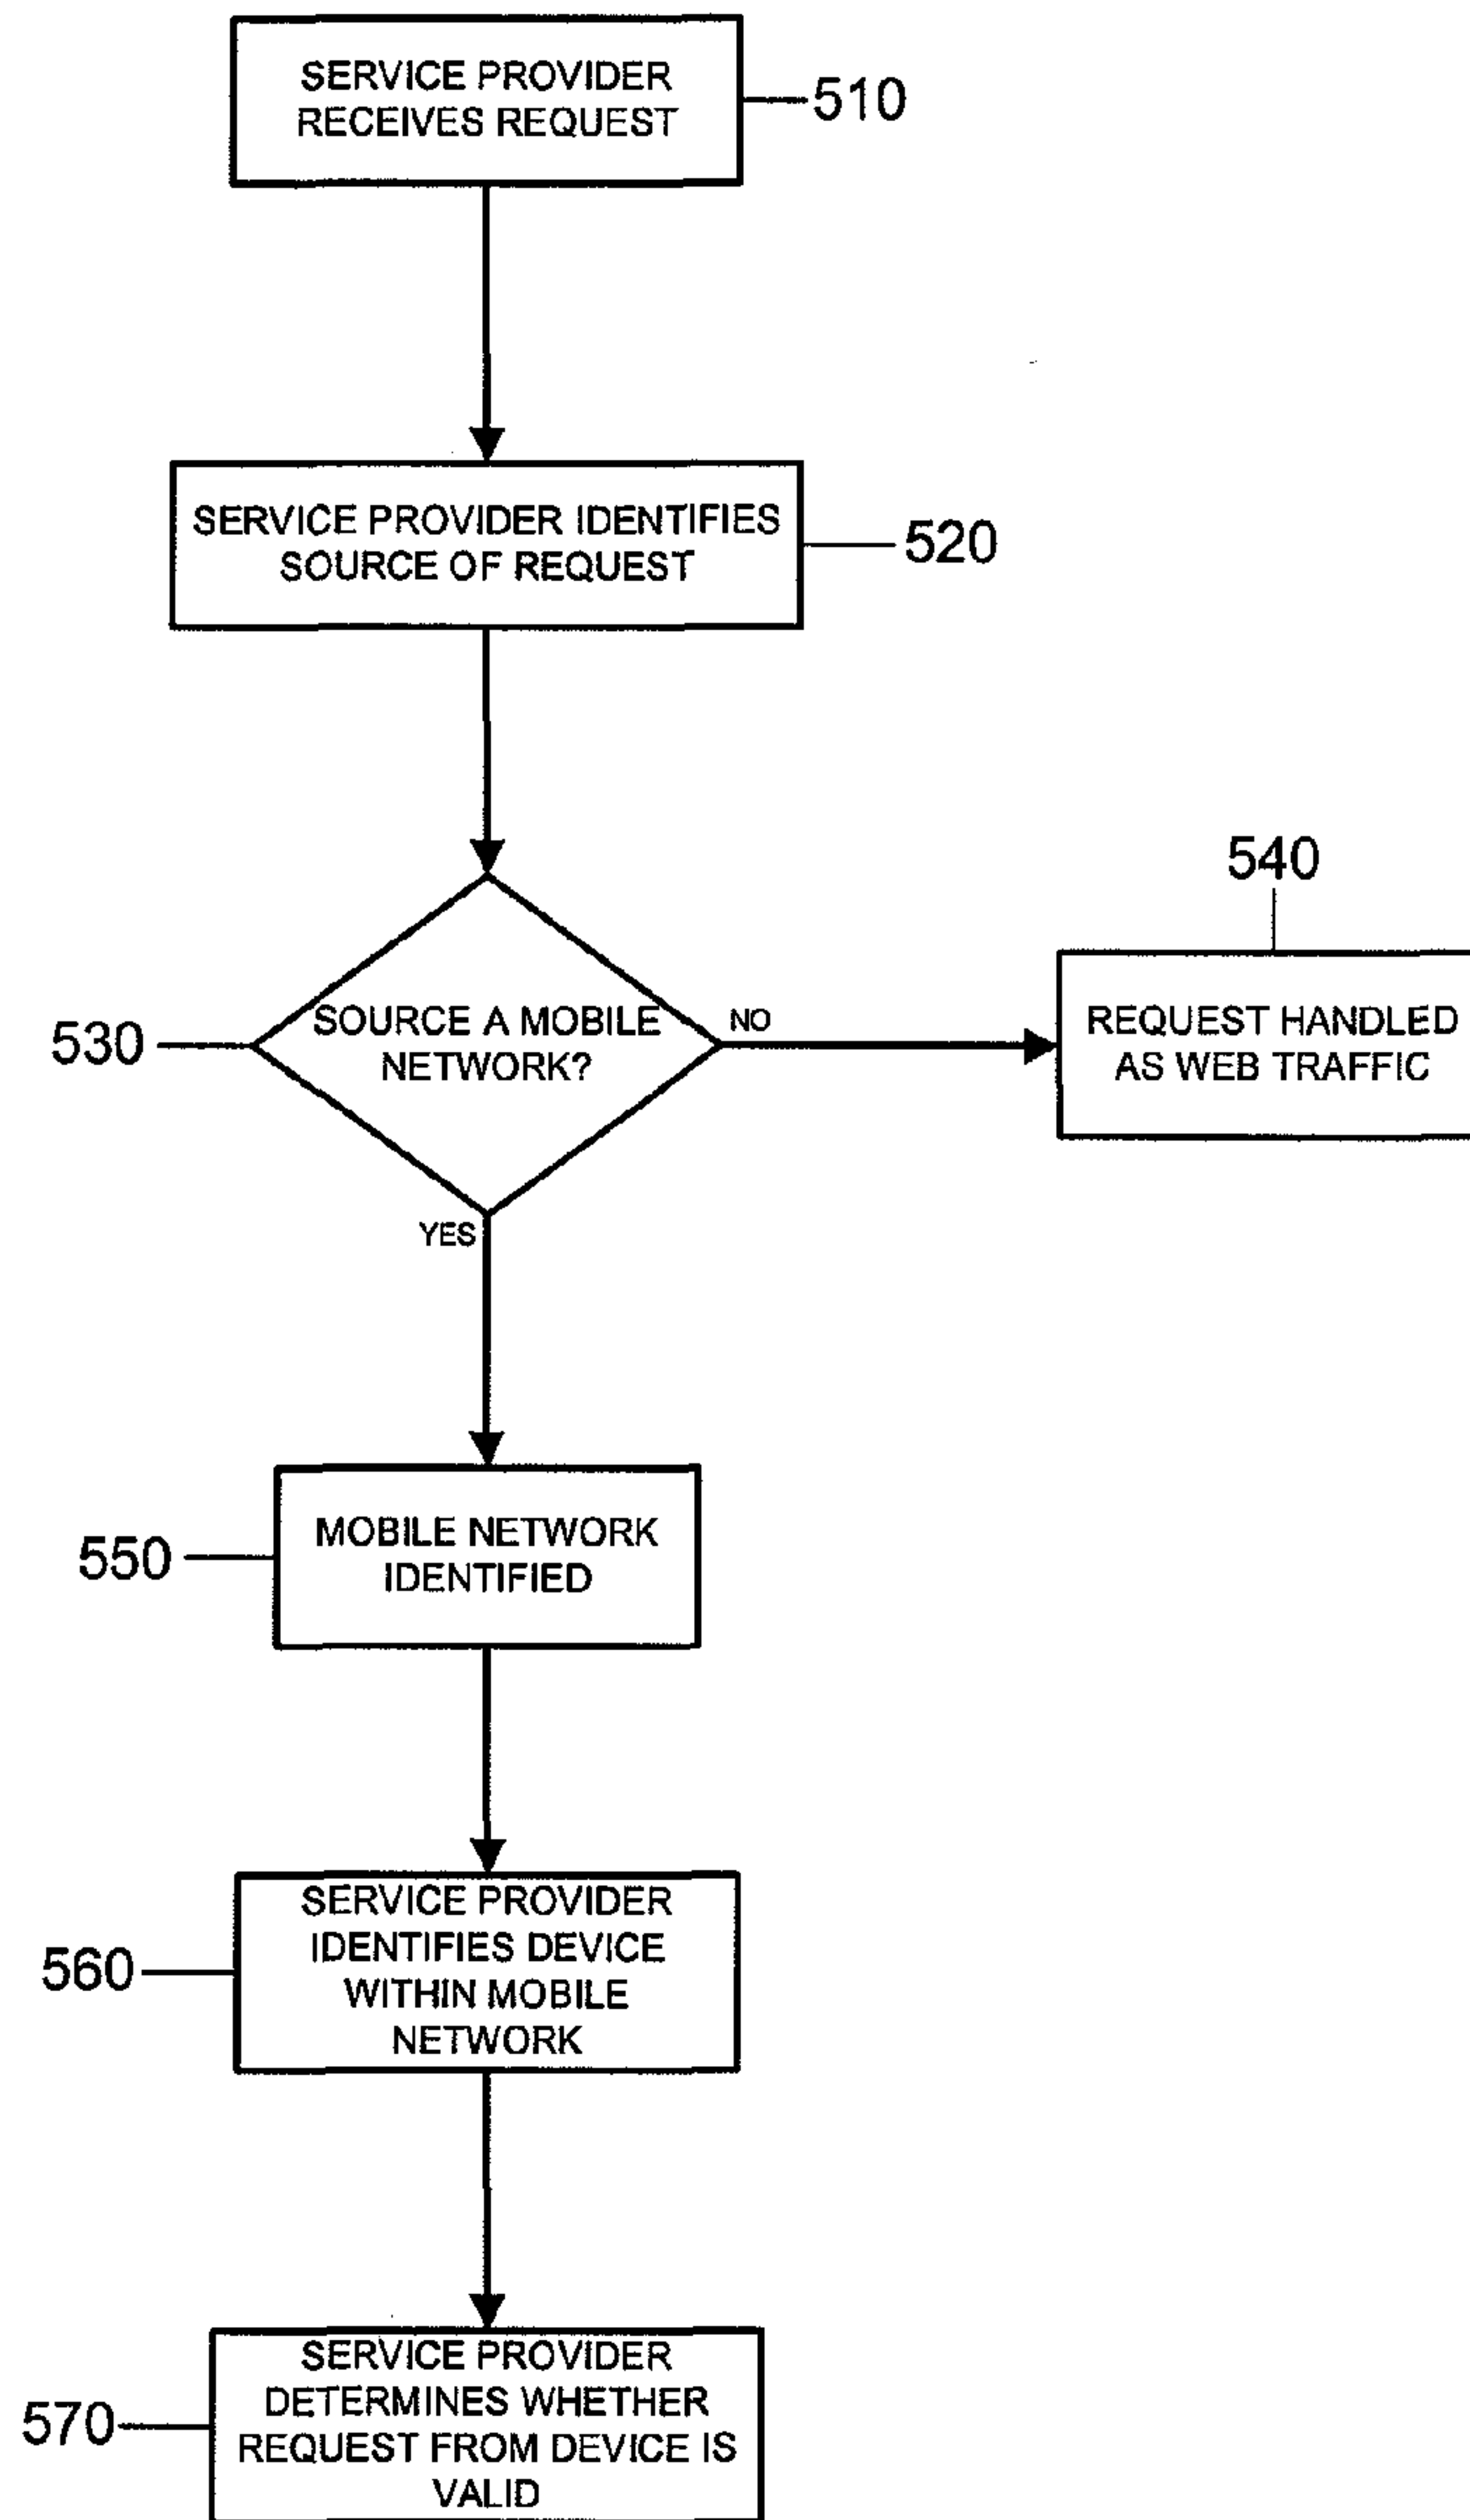 SERVICE PROVIDER
RECEIVES REQUEST
510
SERVICE PROVIDER IDENTIFIES
SOURCE OF REQUEST
520
530
SOURCE A MOBILE
NETWORK?
NO
540
REQUEST HANDLED
AS WEB TRAFFIC
YES
550
MOBILE NETWORK
IDENTIFIED
560
SERVICE PROVIDER
IDENTIFIES DEVICE
WITHIN MOBILE
NETWORK
570
SERVICE PROVIDER
DETERMINES WHETHER
REQUEST FROM DEVICE IS
VALID